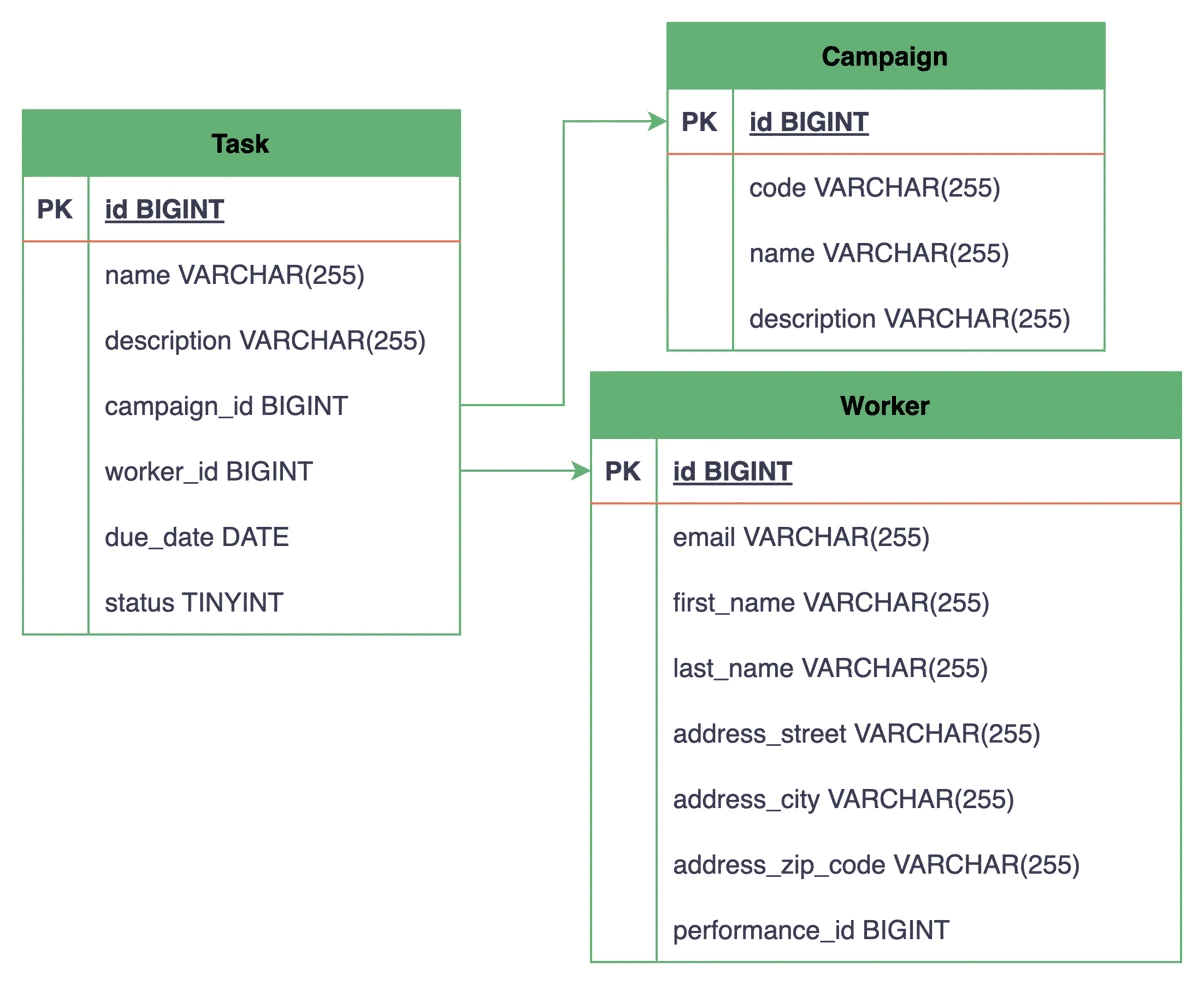 Task
PK id BIGINT
name VARCHAR(255)
description VARCHAR(255)
campaign_id BIGINT
worker_id BIGINT
due_date DATE
status TINYINT
Campaign
PK id BIGINT
code VARCHAR(255)
name VARCHAR(255)
description VARCHAR(255)
Worker
PK id BIGINT
email VARCHAR(255)
first_name VARCHAR(255)
last_name VARCHAR(255)
address_street VARCHAR(255)
address_city VARCHAR(255)
address_zip_code VARCHAR(255)
performance_id BIGINT